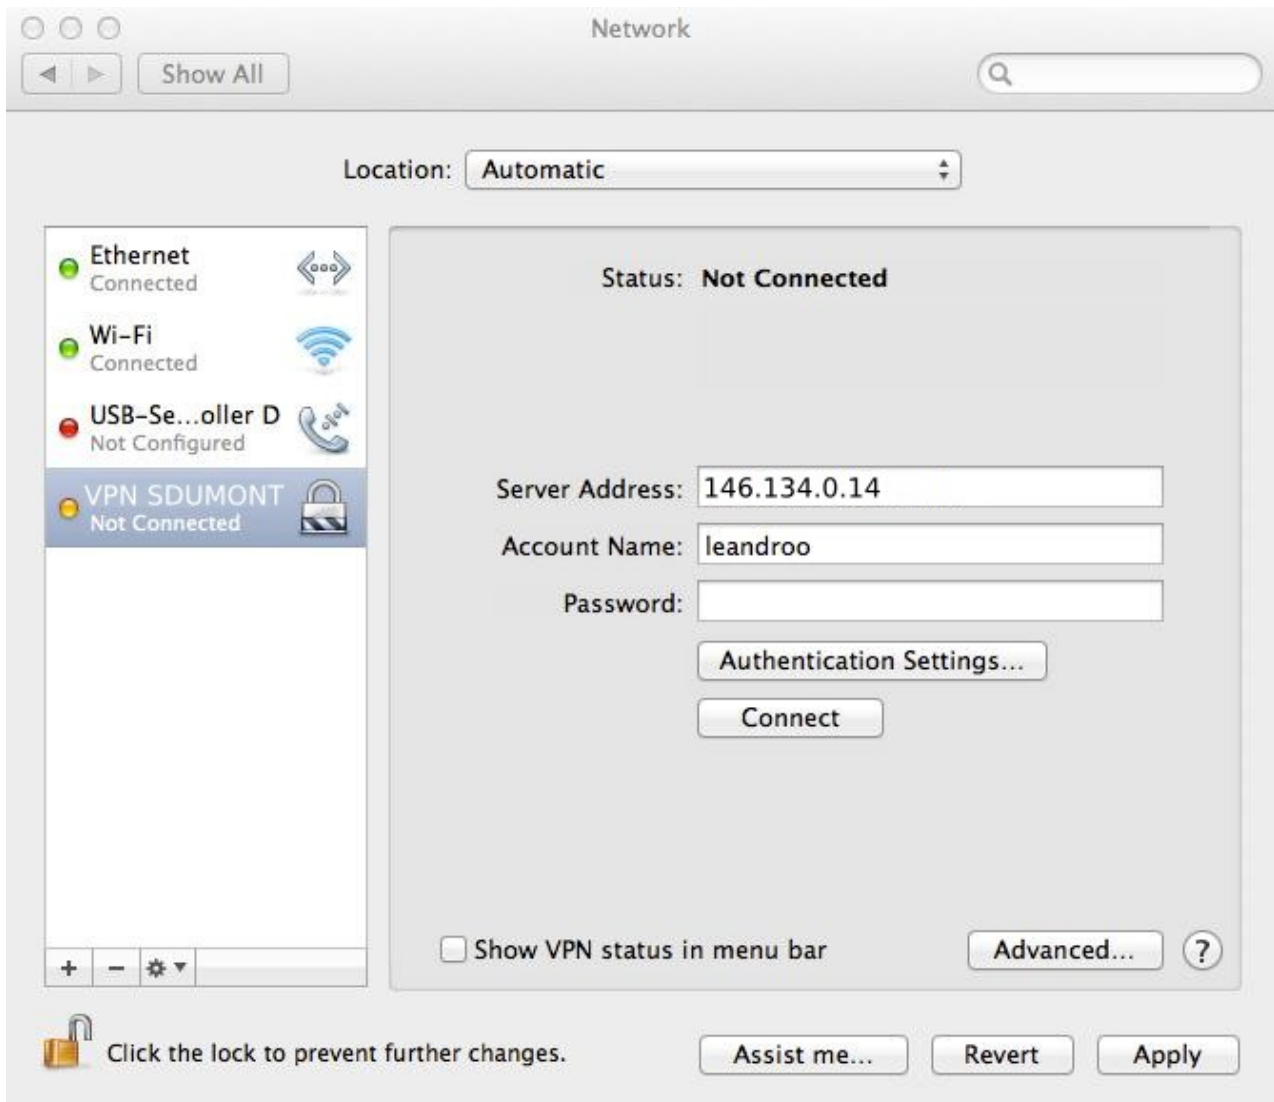 Network
Show All
Location: Automatic
Ethernet
Connected
Wi-Fi
Connected
USB-Se...oller D
Not Configured
VPN SDUMONT
Not Connected
Status: Not Connected
Server Address: 146.134.0.14
Account Name: leandroo
Password:
Authentication Settings...
Connect
Show VPN status in menu bar
Advanced... ?
Click the lock to prevent further changes.
Assist me... Revert Apply